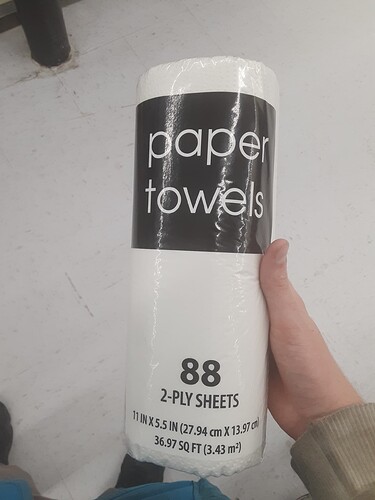 paper
towels
88
2-PLY SHEETS
11 IN X 5.5 IN (27.94 cm X 13.97 cm)
36.97 SQ FT (3.43 m²)